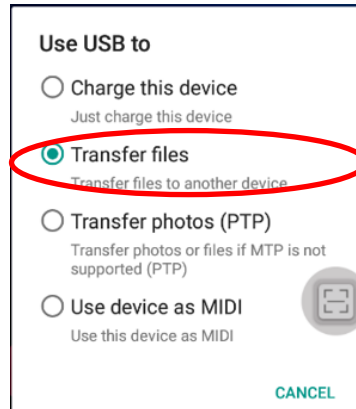 Use USB to
Charge this device
Just charge this device
Transfer files
Transfer files to another device
Transfer photos (PTP)
Transfer photos or files if MTP is not
supported (PTP)
Use device as MIDI
Use this device as MIDI
CANCEL